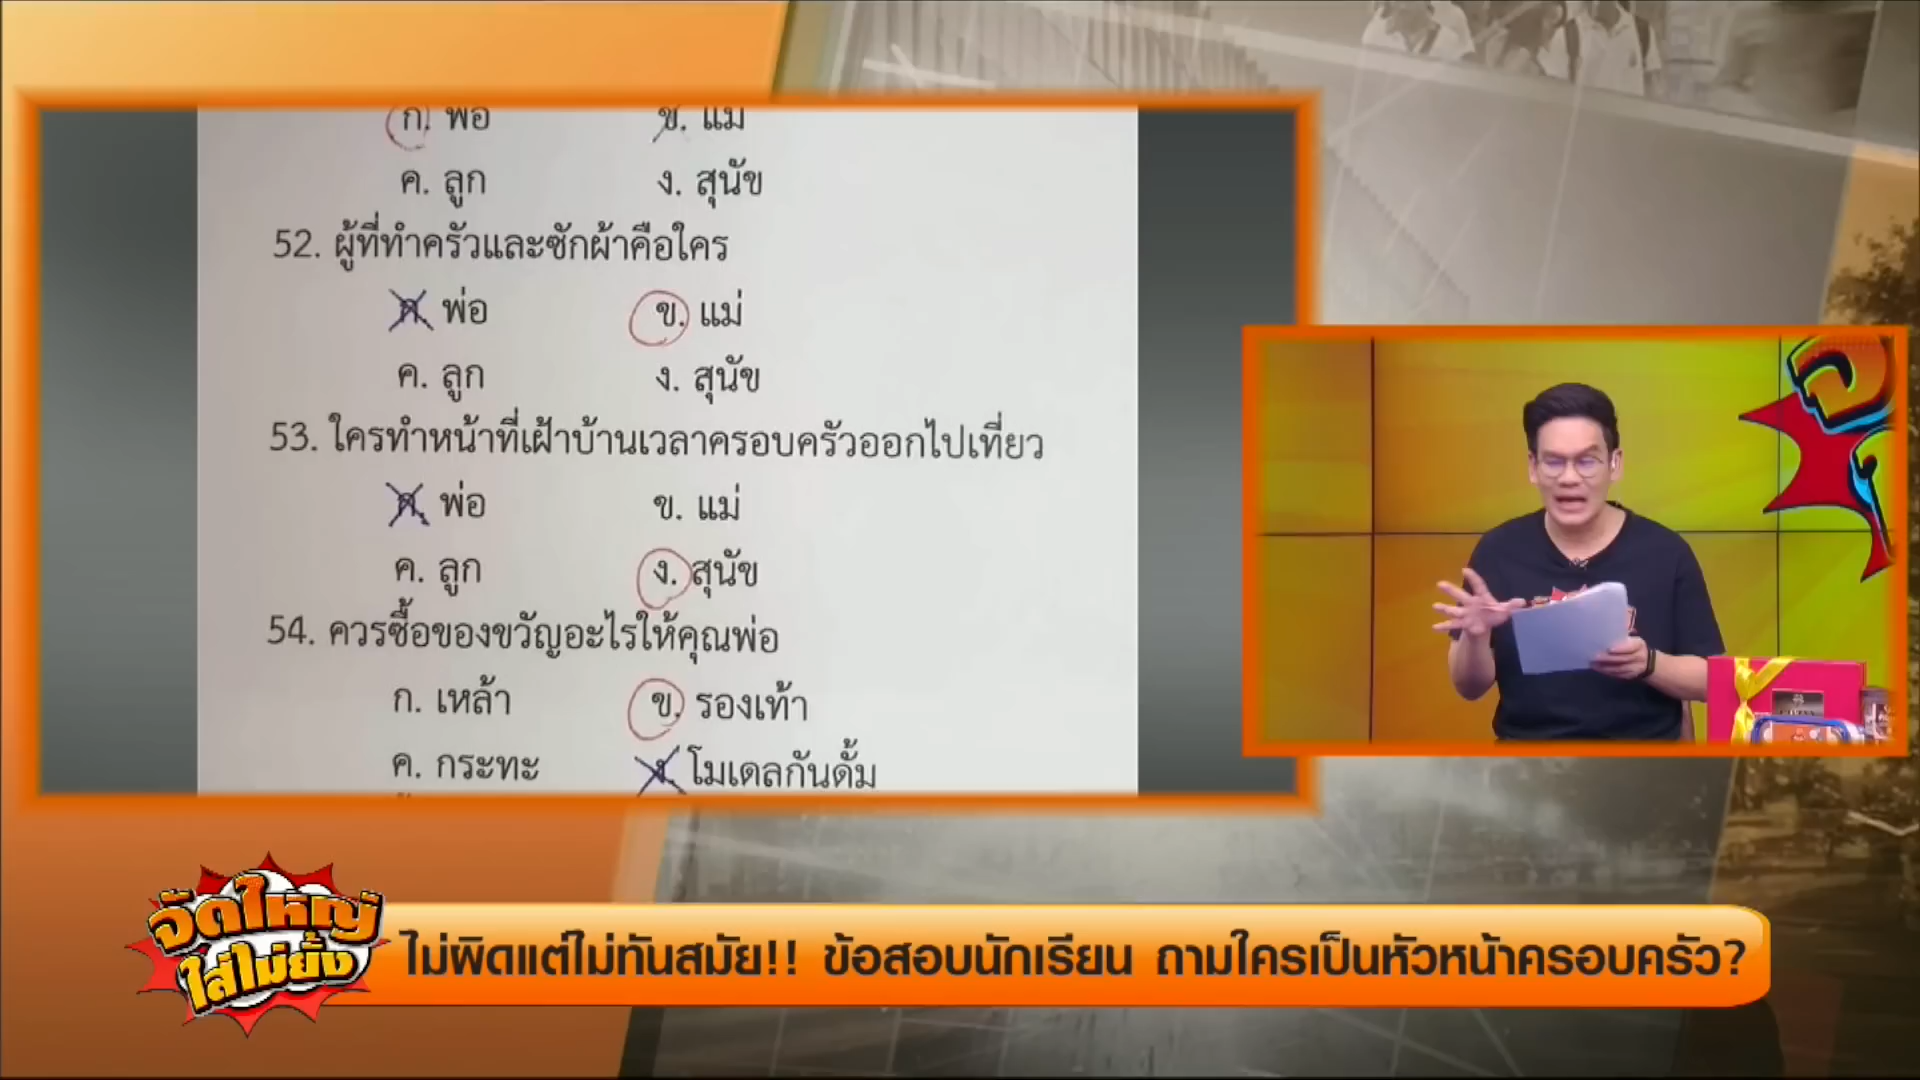 ก. พ่อ ข. แม่
ค. ลูก ง. สุนัข
52. ผู้ที่ทำครัวและซักผ้าคือใคร
ก. พ่อ ข. แม่
ค. ลูก ง. สุนัข
53. ใครทำหน้าที่เฝ้าบ้านเวลาครอบครัวออกไปเที่ยว
ก. พ่อ ข. แม่
ค. ลูก ง. สุนัข
54. ควรซื้อของขวัญอะไรให้คุณพ่อ
ก. เหล้า ข. รองเท้า
ค. กระทะ ง. โมเดลกันดั้ม
จัดใหญ่
ใส่ไม่ยั้ง
ไม่ผิดแต่ไม่ทันสมัย!! ข้อสอบนักเรียน ถามใครเป็นหัวหน้าครอบครัว?